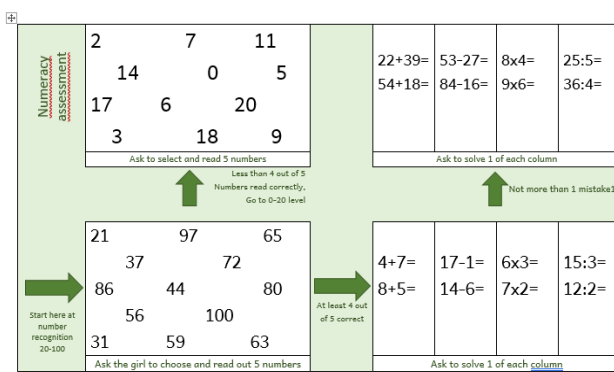 Numeracy
assessment
2 7 11
14 0 5
17 6 20
3 18 9
Ask to select and read 5 numbers
22+39= 53-27= 8x4= 25:5=
54+18= 84-16= 9x6= 36:4=
Ask to solve 1 of each column
Less than 4 out of 5
Numbers read correctly,
Go to 0-20 level
Not more than 1 mistake1
Start here at
number
recognition
20-100
21 97 65
37 72
86 44 80
56 100
31 59 63
Ask the girl to choose and read out 5 numbers
At least 4 out
of 5 correct
4+7= 17-1= 6x3= 15:3=
8+5= 14-6= 7x2= 12:2=
Ask to solve 1 of each column